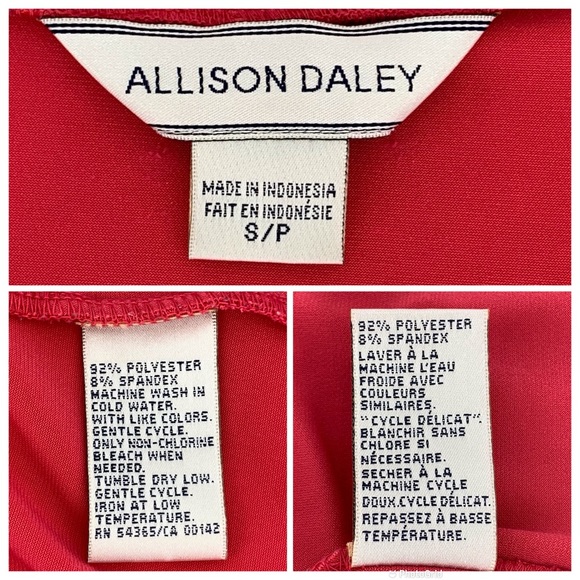 ALLISON DALEY
MADE IN INDONESIA
FAIT EN INDONÉSIE
S/P
92% POLYESTER
8% SPANDEX
MACHINE WASH IN
COLD WATER.
WITH LIKE COLORS.
GENTLE CYCLE.
ONLY NON-CHLORINE
BLEACH WHEN
NEEDED.
TUMBLE DRY LOW.
GENTLE CYCLE.
IRON AT LOW
TEMPERATURE.
RN 54365/CA 00142
92% POLYESTER
8% SPANDEX
LAVER À LA
MACHINE L'EAU
FROIDE AVEC
COULEURS
SIMILAIRES.
"CYCLE DÉLICAT".
BLANCHIR SANS
CHLORE SI
NÉCESSAIRE.
SECHER À LA
MACHINE CYCLE
DOUX.CYCLE DÉLICAT.
REPASSEZ À BASSE
TEMPÉRATURE.